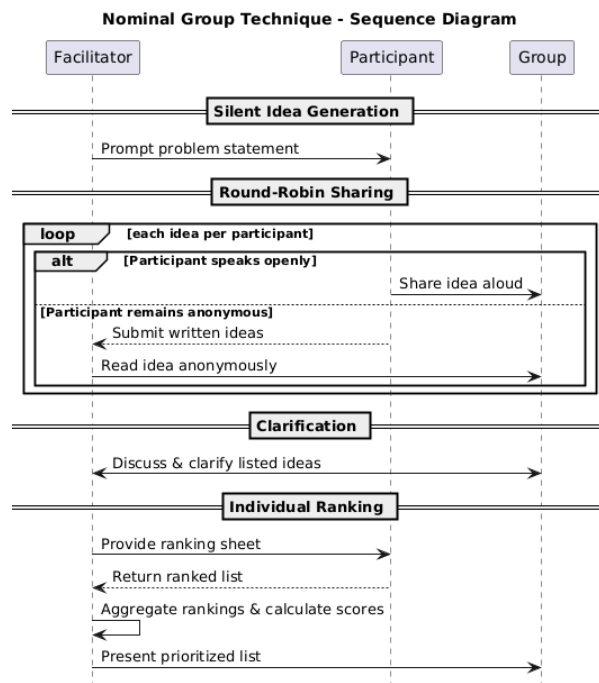 Nominal Group Technique - Sequence Diagram
Facilitator
Participant
Group
Silent Idea Generation
Prompt problem statement
Round-Robin Sharing
loop [each idea per participant]
alt [Participant speaks openly]
Share idea aloud
[Participant remains anonymous]
Submit written ideas
Read idea anonymously
Clarification
Discuss & clarify listed ideas
Individual Ranking
Provide ranking sheet
Return ranked list
Aggregate rankings & calculate scores
Present prioritized list